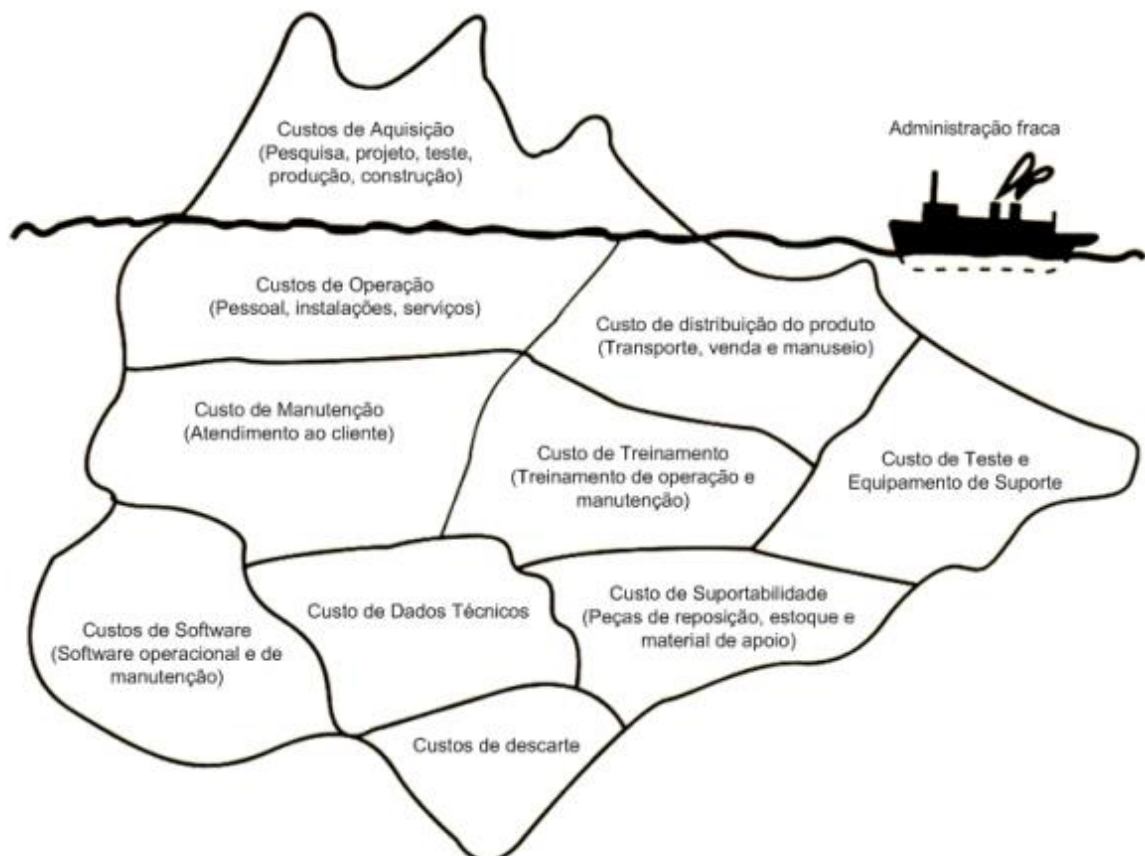 Custos de Aquisição
(Pesquisa, projeto, teste,
produção, construção)
Administração fraca
Custos de Operação
(Pessoal, instalações, serviços)
Custo de distribuição do produto
(Transporte, venda e manuseio)
Custo de Manutenção
(Atendimento ao cliente)
Custo de Treinamento
(Treinamento de operação e
manutenção)
Custo de Teste e
Equipamento de Suporte
Custos de Software
(Software operacional e de
manutenção)
Custo de Dados Técnicos
Custo de Suportabilidade
(Peças de reposição, estoque e
material de apoio)
Custos de descarte